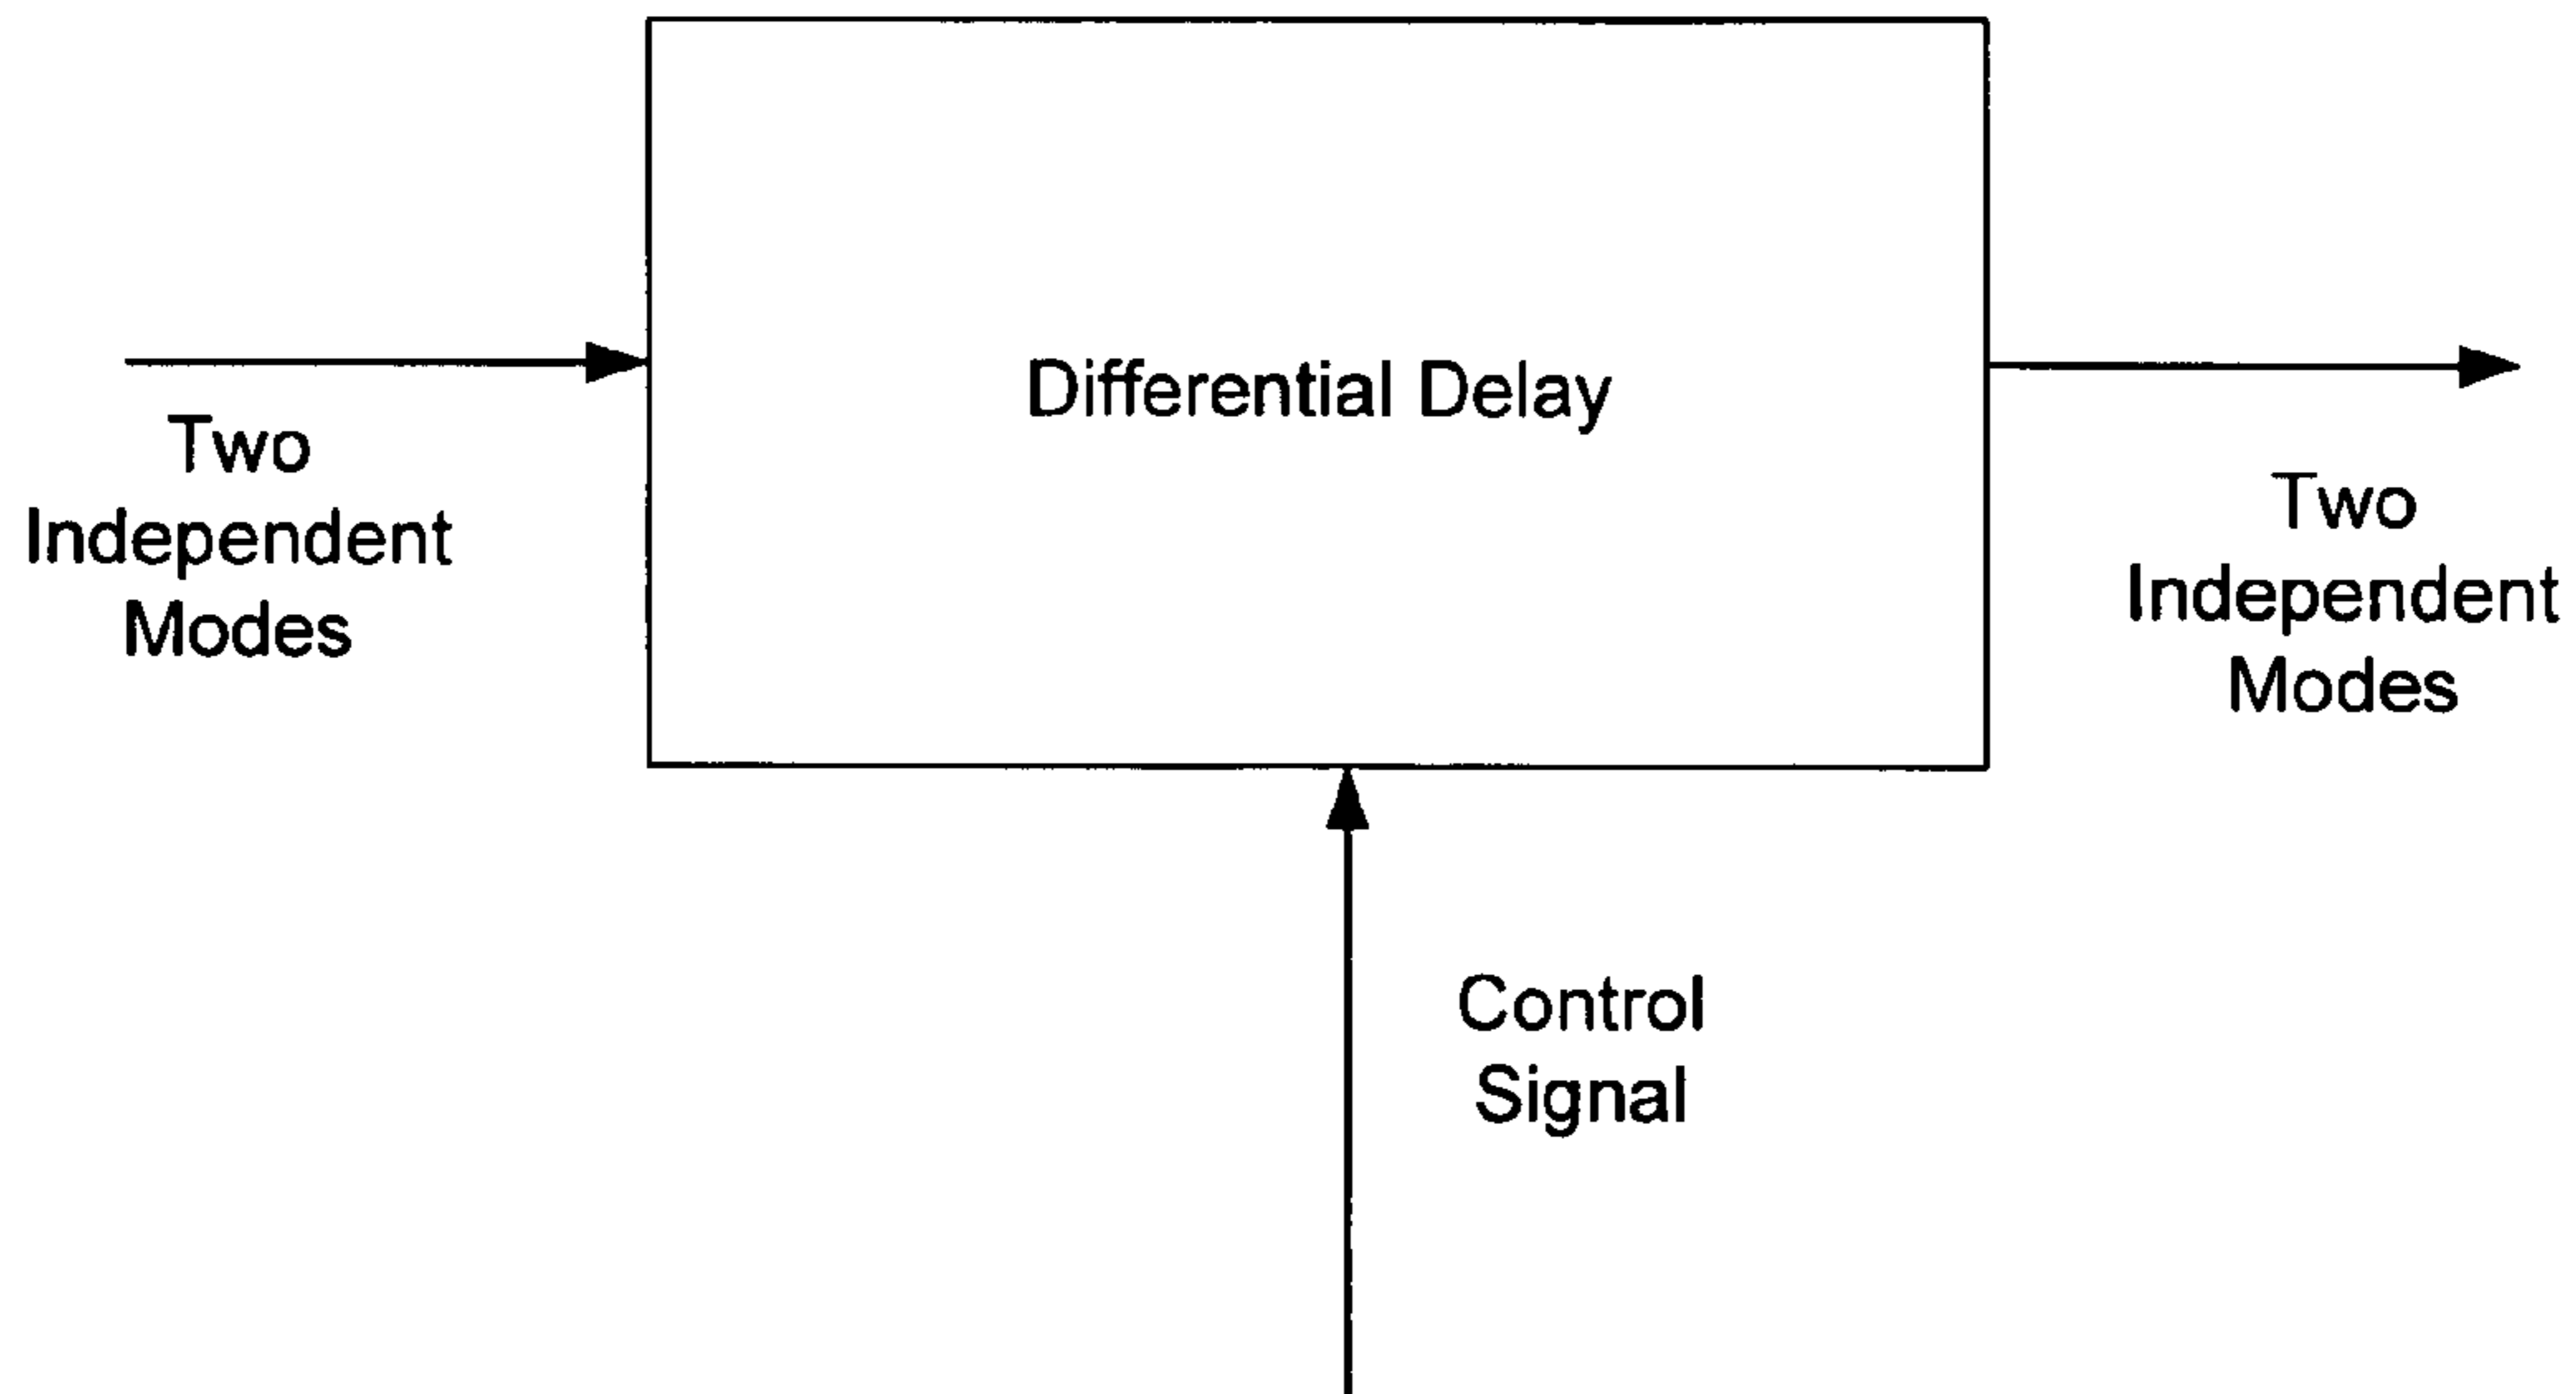 Differential Delay
Two
Independent
Modes
Two
Independent
Modes
Control
Signal